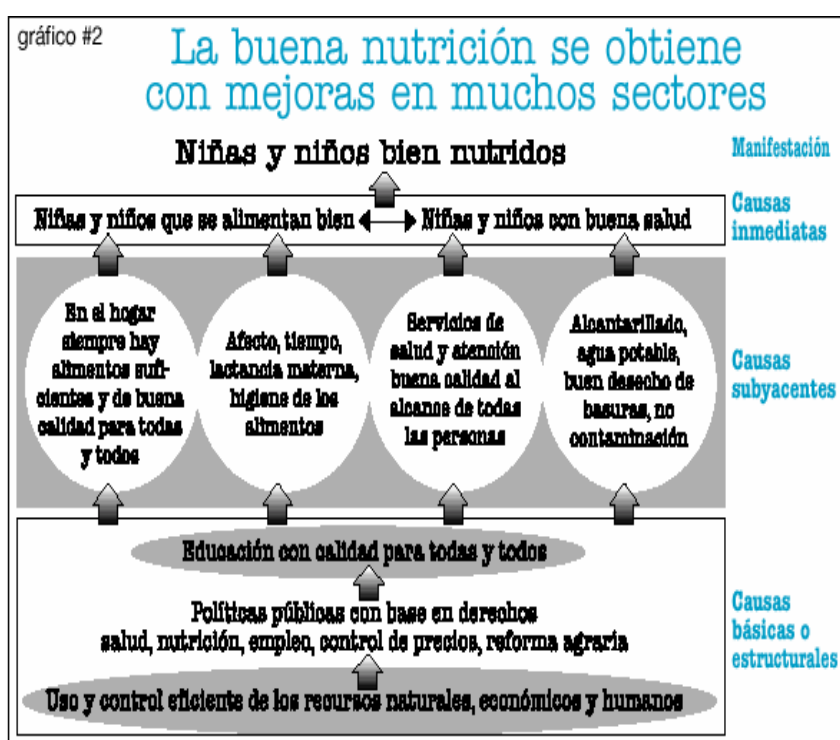 gráfico #2
La buena nutrición se obtiene
con mejoras en muchos sectores
Niñas y niños bien nutridos
Manifestación
Niñas y niños que se alimentan bien
Niñas y niños con buena salud
Causas
inmediatas
En el hogar
siempre hay
alimentos sufi-
cientes y de buena
calidad para todas
y todos
Afecto, tiempo,
lactancia materna,
higiene de los
alimentos
Servicios de
salud y atención
buena calidad al
alcance de todas
las personas
Alcantarillado,
agua potable,
buen desecho de
basuras, no
contaminación
Causas
subyacentes
Educación con calidad para todas y todos
Políticas públicas con base en derechos
salud, nutrición, empleo, control de precios, reforma agraria
Uso y control eficiente de los recursos naturales, económicos y humanos
Causas
básicas o
estructurales